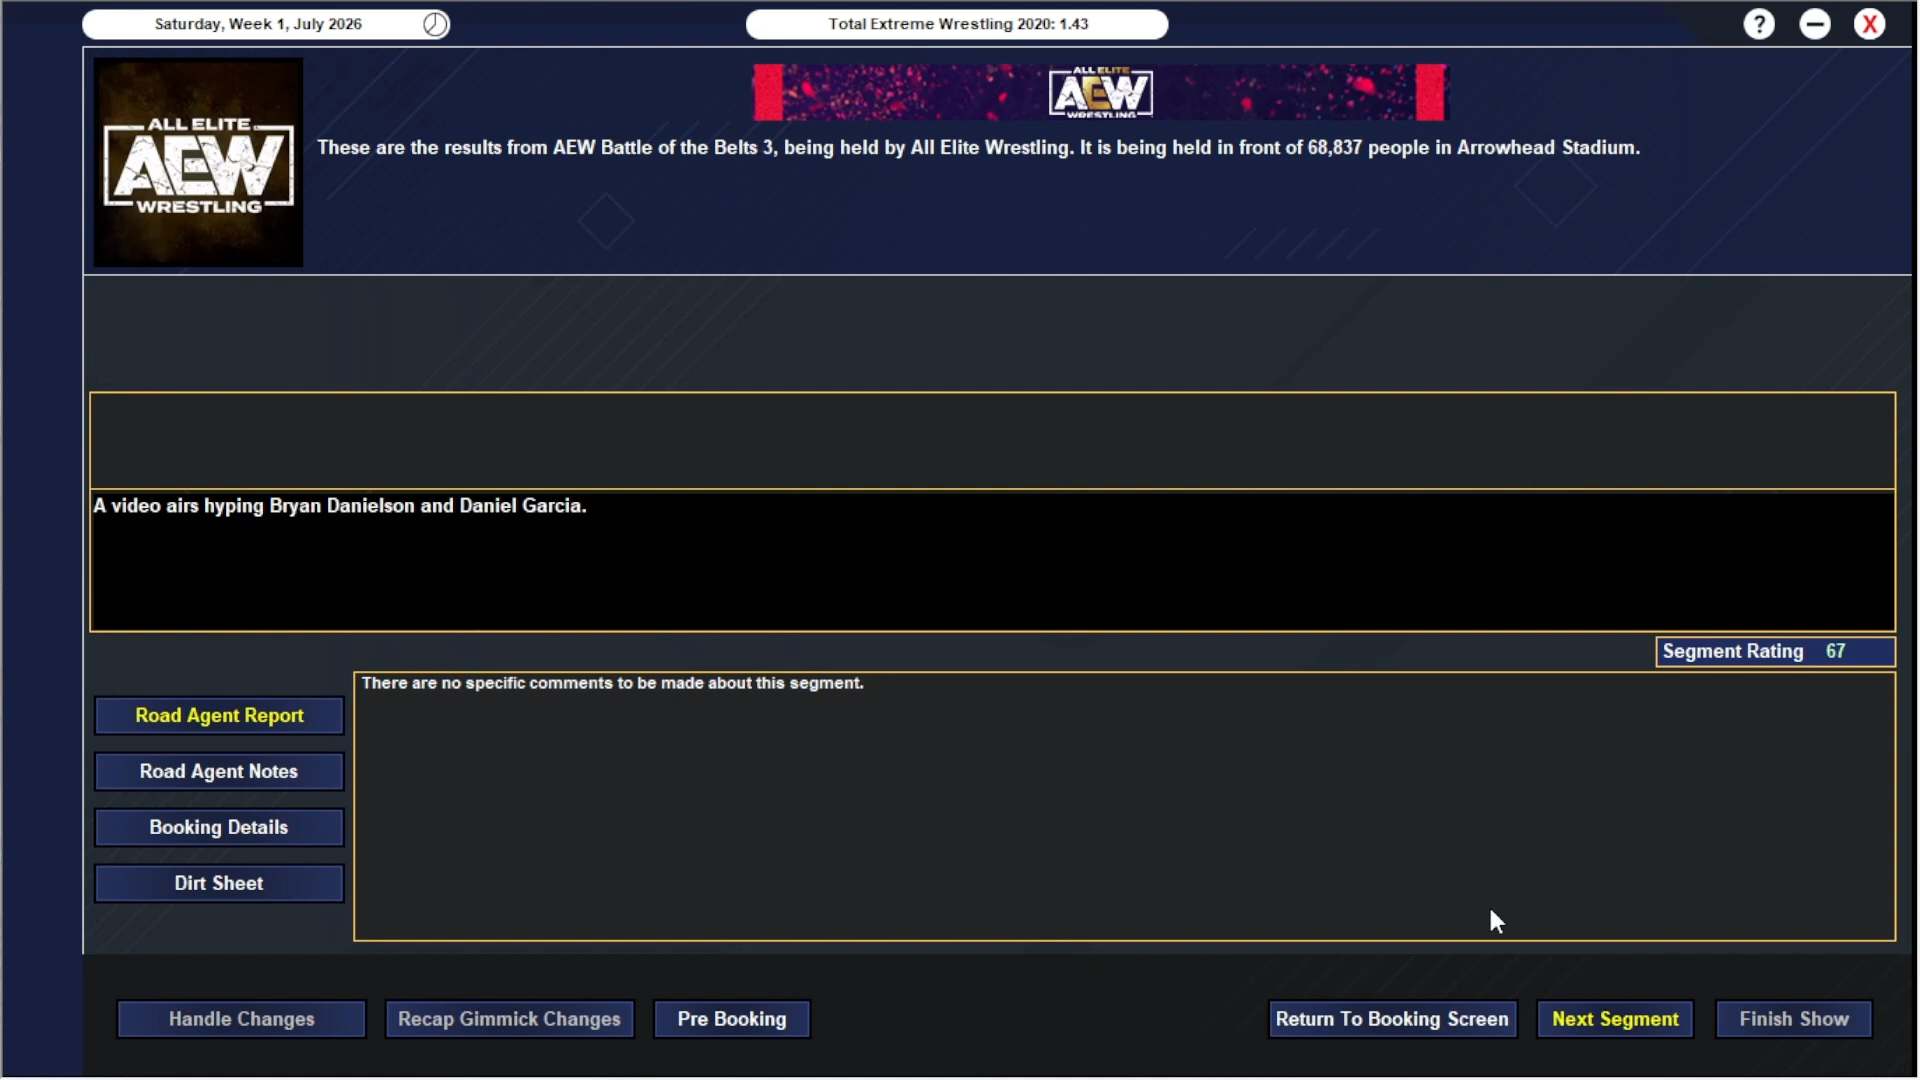 Saturday, Week 1, July 2026
Total Extreme Wrestling 2020: 1.43
?
X
ALL ELITE
AEW
WRESTLING
ALL ELITE
AEW
WRESTLING
These are the results from AEW Battle of the Belts 3, being held by All Elite Wrestling. It is being held in front of 68,837 people in Arrowhead Stadium.
A video airs hyping Bryan Danielson and Daniel Garcia.
Segment Rating 67
There are no specific comments to be made about this segment.
Road Agent Report
Road Agent Notes
Booking Details
Dirt Sheet
Handle Changes
Recap Gimmick Changes
Pre Booking
Return To Booking Screen
Next Segment
Finish Show